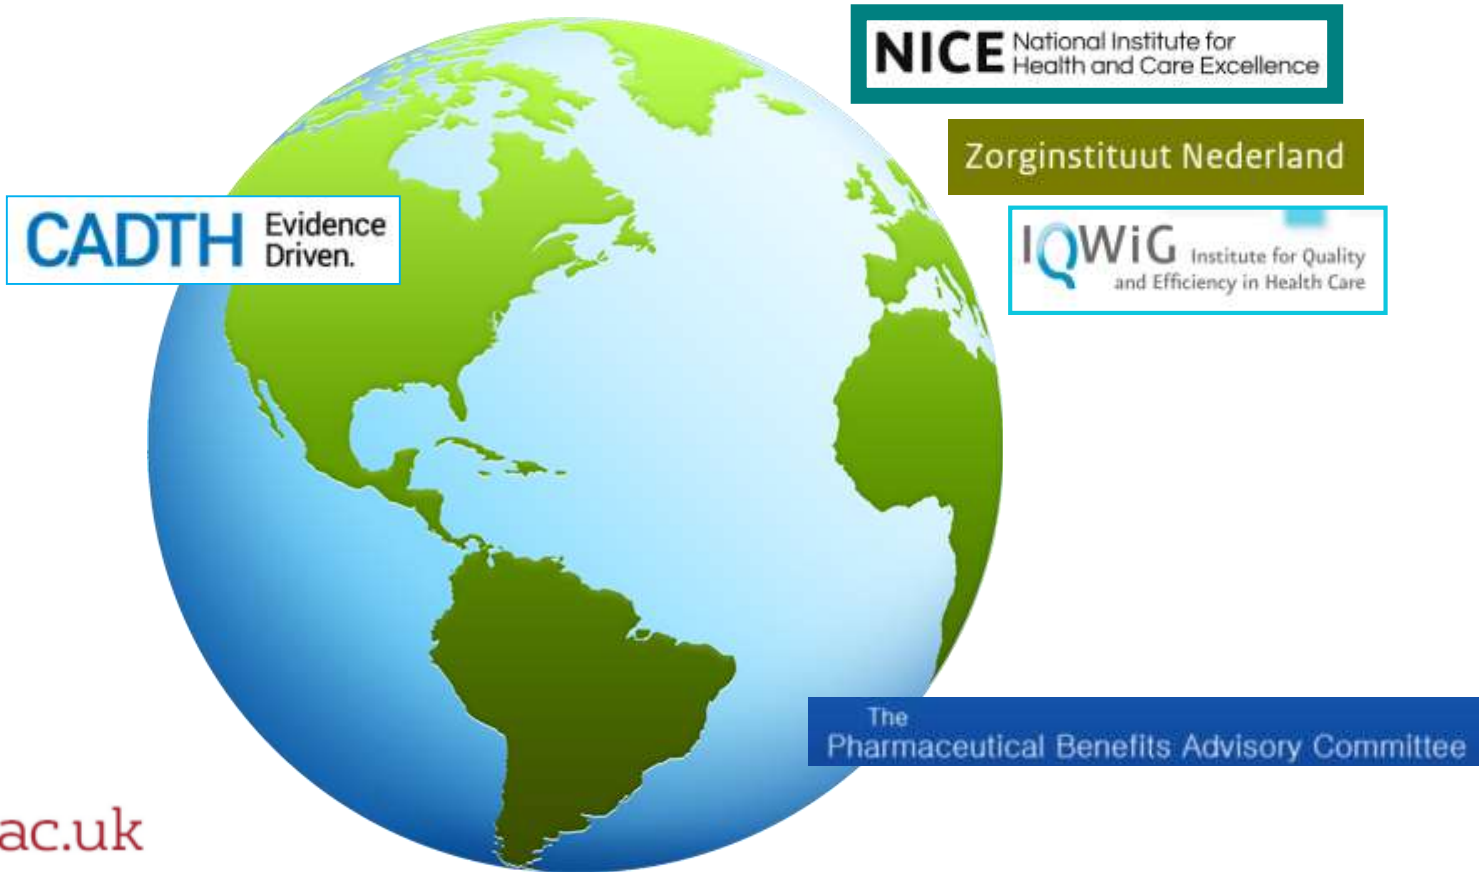 NICE National Institute for
Health and Care Excellence
Zorginstituut Nederland
CADTH Evidence
Driven.
IQWiG Institute for Quality
and Efficiency in Health Care
The
Pharmaceutical Benefits Advisory Committee
ac.uk